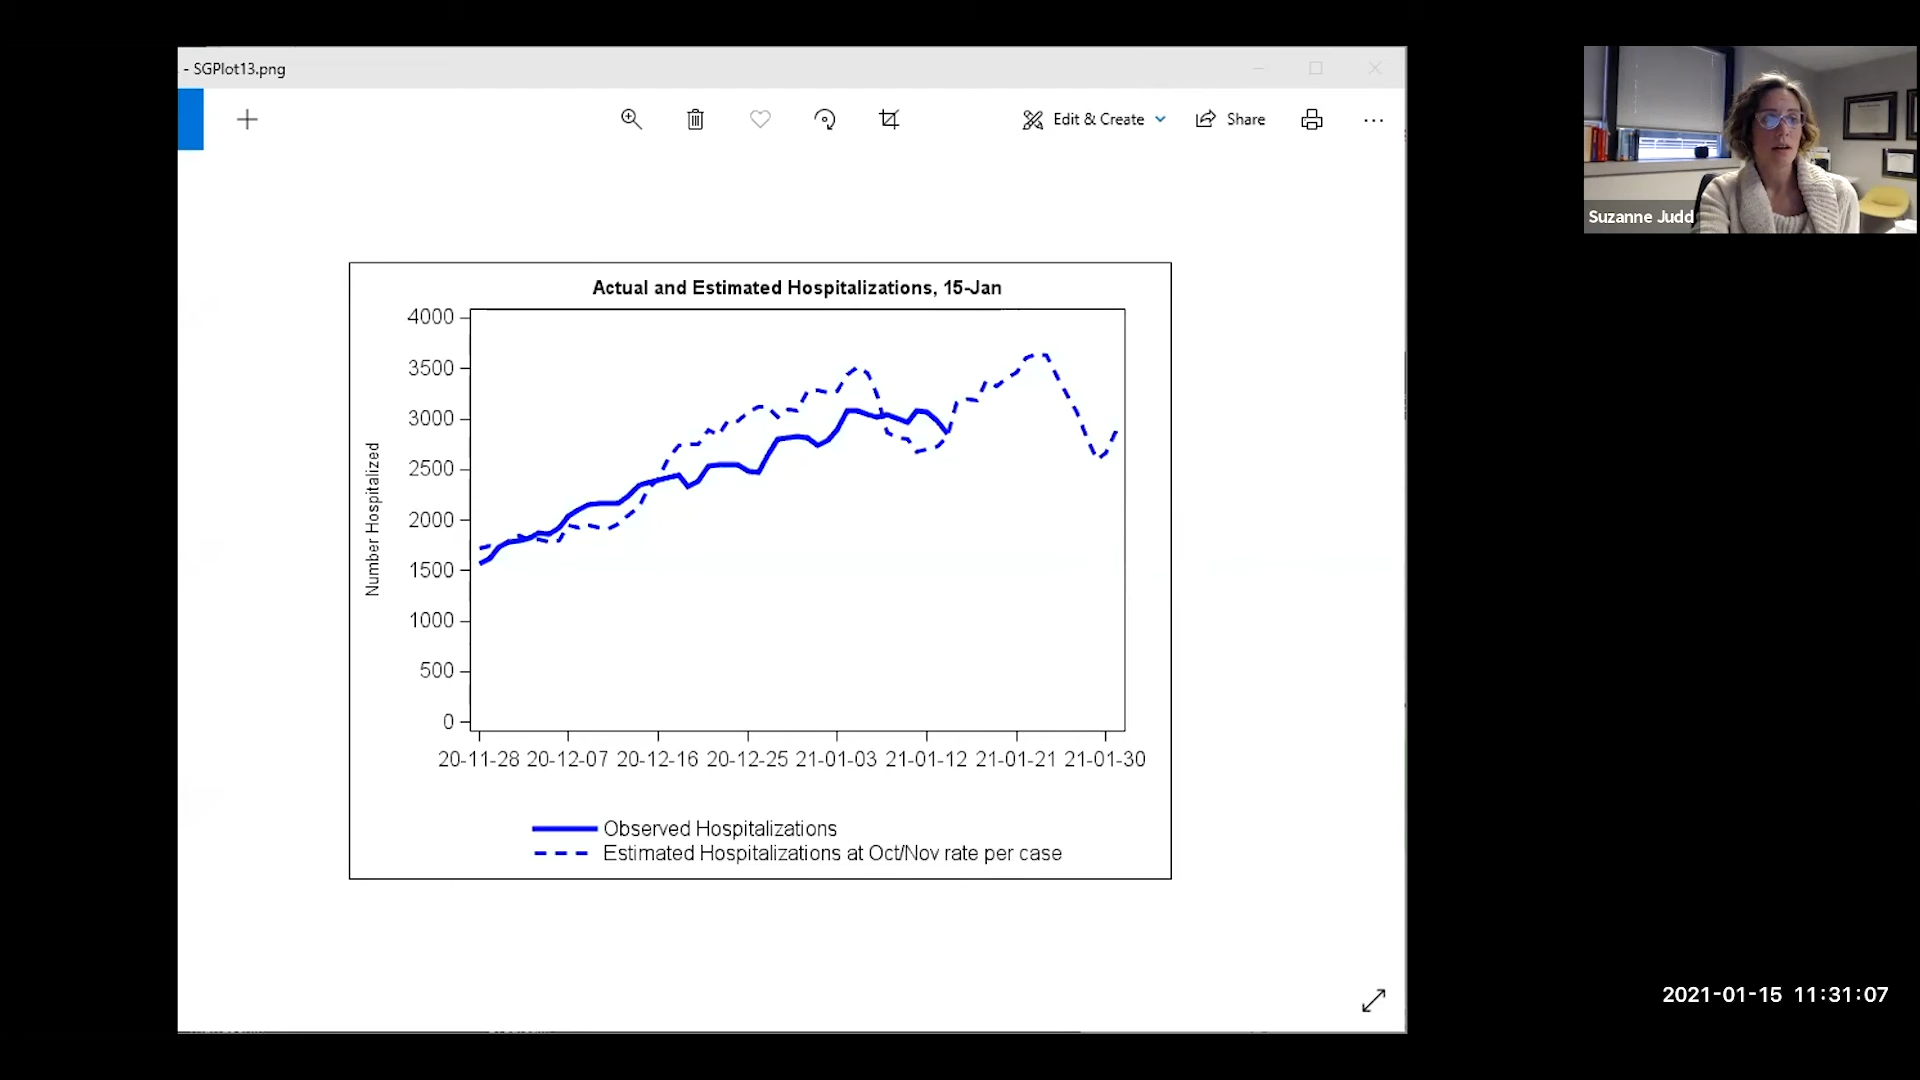 - SGPlot13.png
Edit & Create
Share
Suzanne Judd
Actual and Estimated Hospitalizations, 15-Jan
4000
3500
3000
2500
2000
1500
1000
500
0
Number Hospitalized
20-11-28 20-12-07 20-12-16 20-12-25 21-01-03 21-01-12 21-01-21 21-01-30
Observed Hospitalizations
Estimated Hospitalizations at Oct/Nov rate per case
2021-01-15 11:31:07